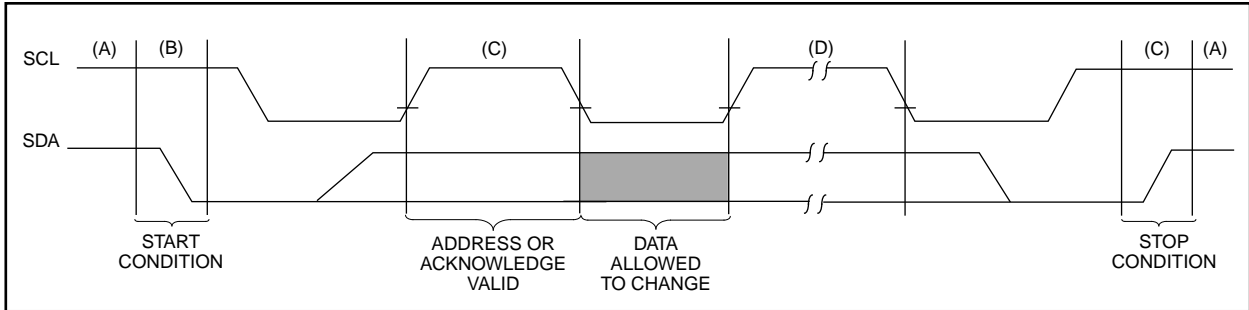 (A) (B) (C) (D) (C) (A)
SCL
SDA
START
CONDITION
ADDRESS OR
ACKNOWLEDGE
VALID
DATA
ALLOWED
TO CHANGE
STOP
CONDITION